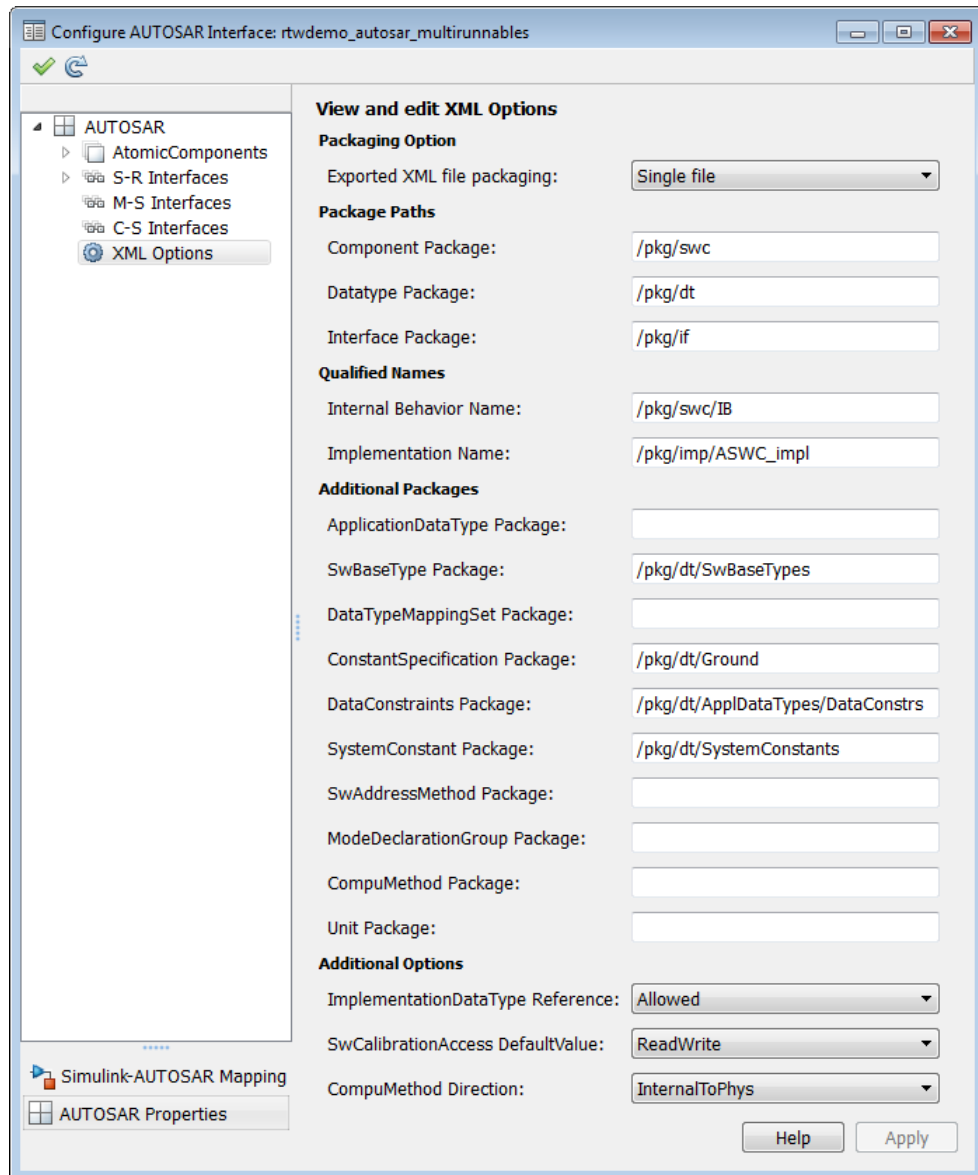 Configure AUTOSAR Interface: rtwdemo_autosar_multirunnables
AUTOSAR
AtomicComponents
S-R Interfaces
M-S Interfaces
C-S Interfaces
XML Options
Simulink-AUTOSAR Mapping
AUTOSAR Properties
View and edit XML Options
Packaging Option
Exported XML file packaging: Single file
Package Paths
Component Package: /pkg/swc
Datatype Package: /pkg/dt
Interface Package: /pkg/if
Qualified Names
Internal Behavior Name: /pkg/swc/IB
Implementation Name: /pkg/imp/ASWC_impl
Additional Packages
ApplicationDataType Package:
SwBaseType Package: /pkg/dt/SwBaseTypes
DataTypeMappingSet Package:
ConstantSpecification Package: /pkg/dt/Ground
DataConstraints Package: /pkg/dt/ApplDataTypes/DataConstrs
SystemConstant Package: /pkg/dt/SystemConstants
SwAddressMethod Package:
ModeDeclarationGroup Package:
CompuMethod Package:
Unit Package:
Additional Options
ImplementationDataType Reference: Allowed
SwCalibrationAccess DefaultValue: ReadWrite
CompuMethod Direction: InternalToPhys
Help Apply